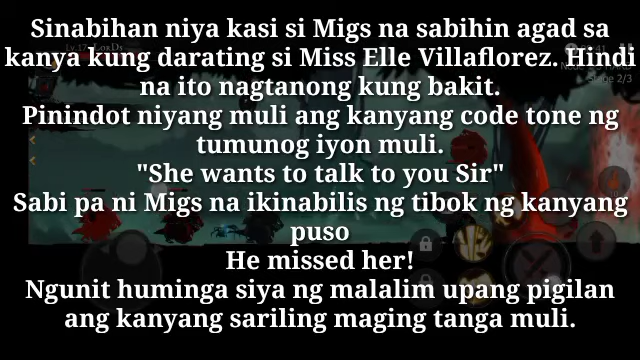 Sinabihan niya kasi si Migs na sabihin agad sa
kanya kung darating si Miss Elle Villaflorez. Hindi
na ito nagtanong kung bakit.
Pinindot niyang muli ang kanyang code tone ng
tumunog iyon muli.
"She wants to talk to you Sir"
Sabi pa ni Migs na ikinabilis ng tibok ng kanyang
puso
He missed her!
Ngunit huminga siya ng malalim upang pigilan
ang kanyang sariling maging tanga muli.